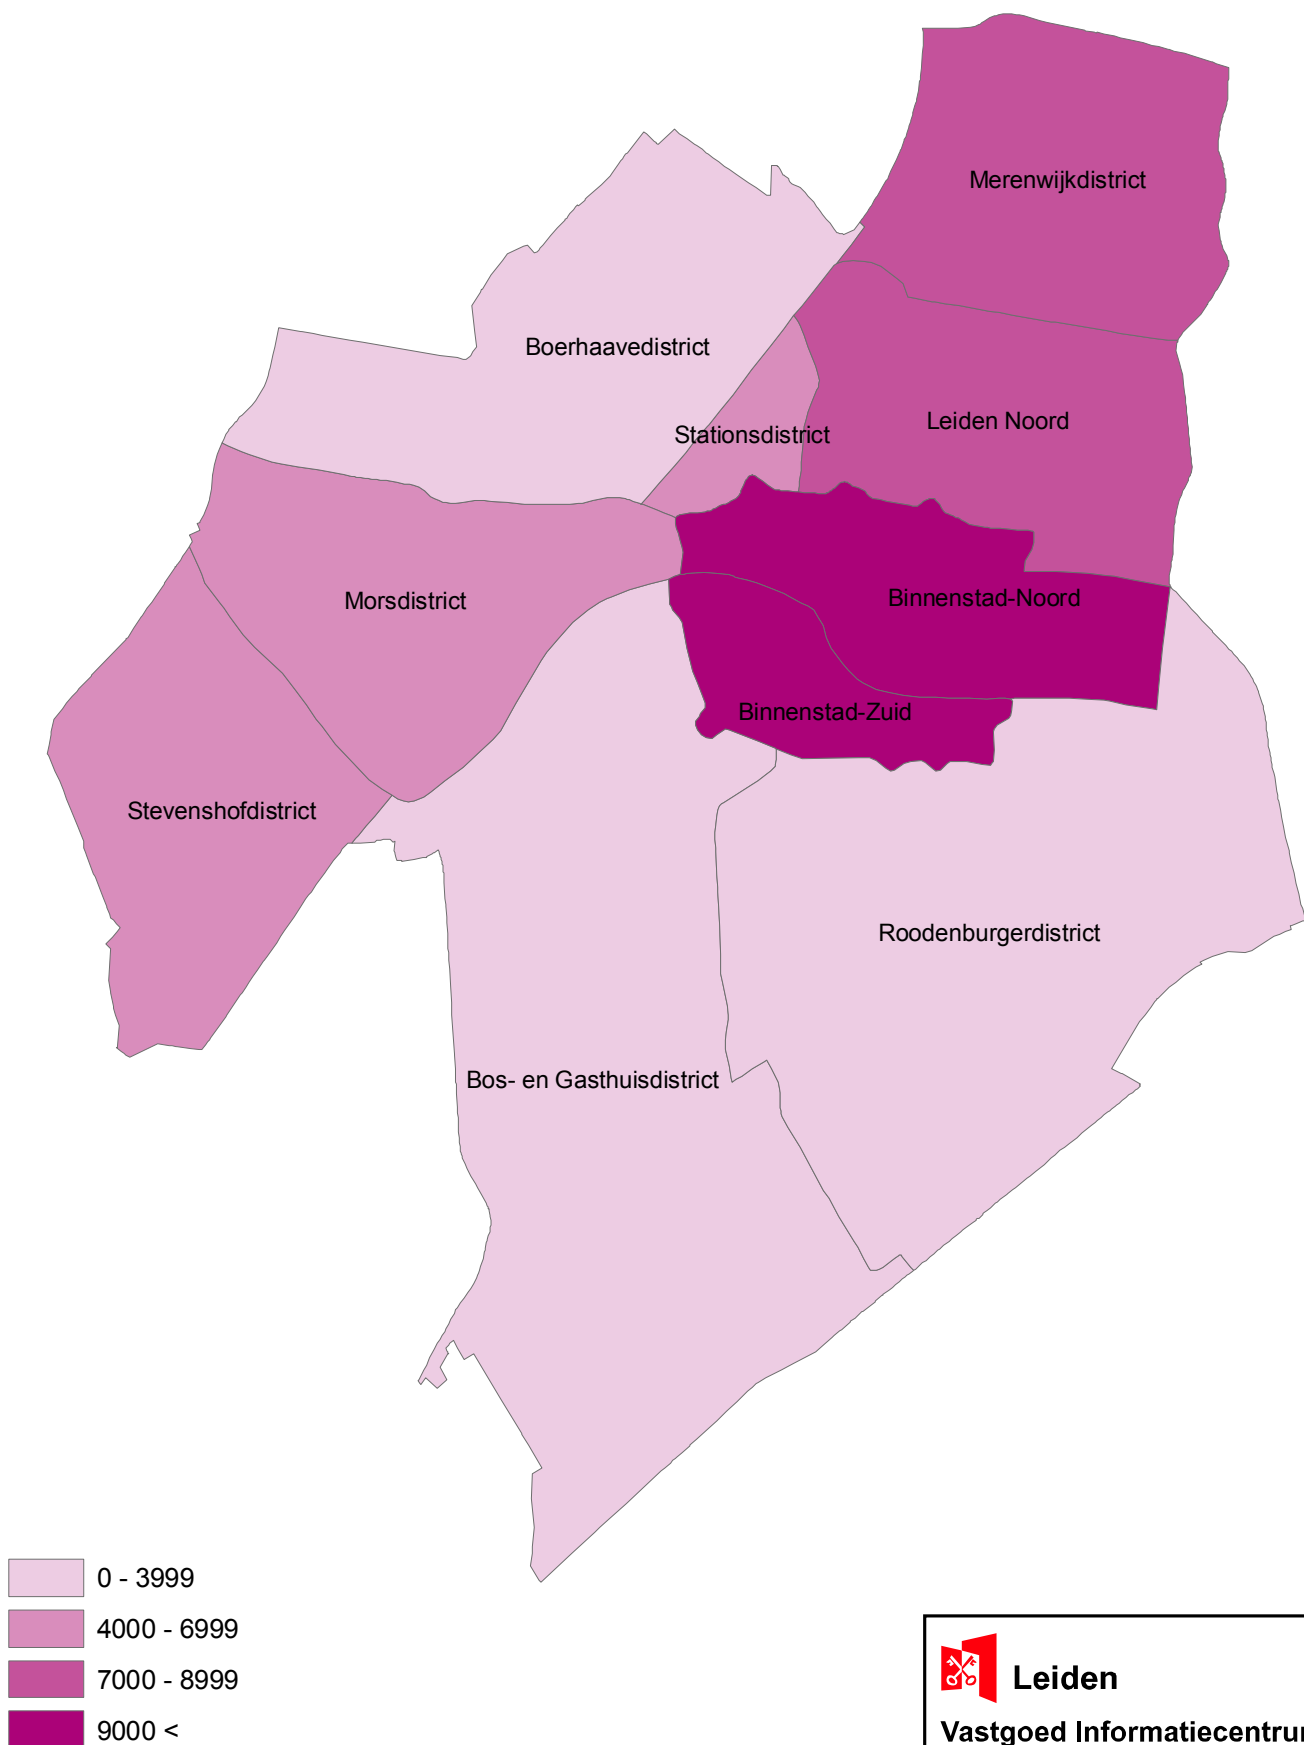 Merenwijkdistrict
Boerhaavedistrict
Leiden Noord
Stationsdistrict
Binnenstad-Noord
Morsdistrict
Binnenstad-Zuid
Stevenshofdistrict
Roodenburgerdistrict
Bos- en Gasthuisdistrict
0 - 3999
4000 - 6999
7000 - 8999
9000 <
Leiden
Vastgoed Informatiecentrum